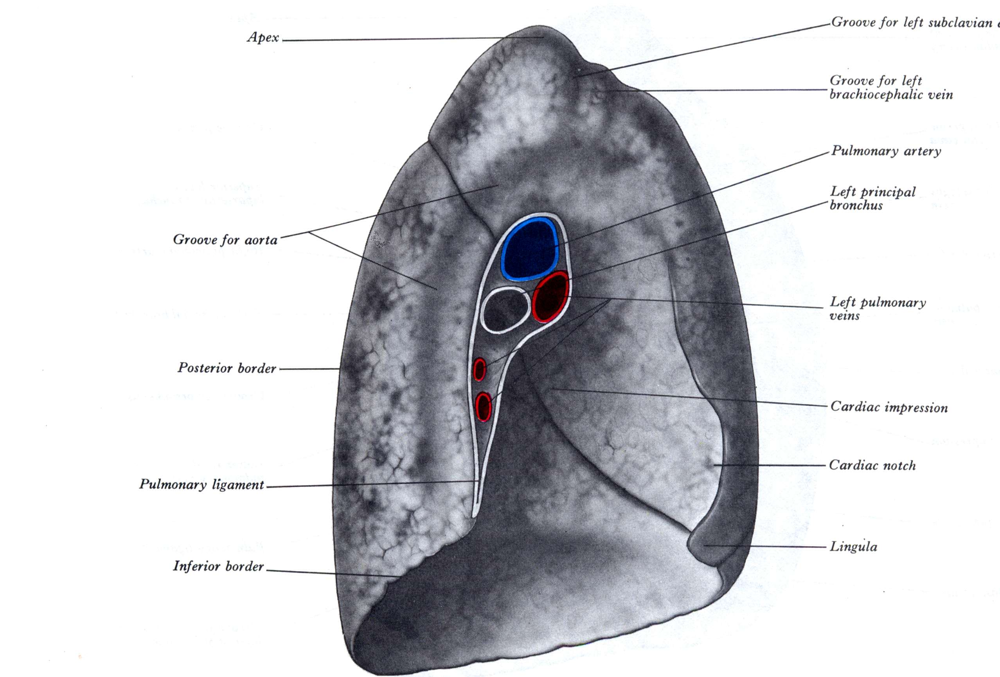 Apex
Groove for left subclavian
Groove for left
brachiocephalic vein
Pulmonary artery
Left principal
bronchus
Groove for aorta
Left pulmonary
veins
Posterior border
Cardiac impression
Cardiac notch
Pulmonary ligament
Lingula
Inferior border